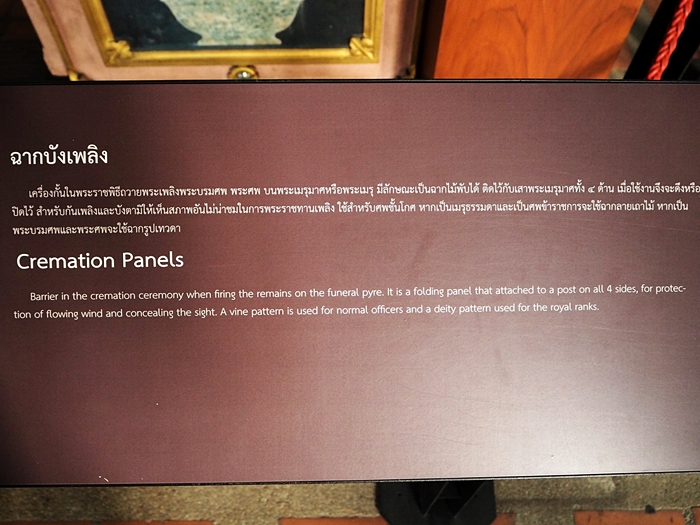 ฉากบังเพลิง
เครื่องกั้นในพระราชพิธีถวายพระเพลิงพระบรมศพ พระศพ บนพระเมรุมาศหรือพระเมรุ มีลักษณะเป็นฉากไม้พับได้ ติดไว้กับเสาพระเมรุมาศทั้ง ๔ ด้าน เมื่อใช้งานจึงจะดึงหรือ
ปิดไว้ สำหรับกันเพลิงและบังตามิให้เห็นสภาพอันไม่น่าชมในการพระราชทานเพลิง ใช้สำหรับศพชั้นโกศ หากเป็นเมรุธรรมดาและเป็นศพข้าราชการจะใช้ฉากลายเถาไม้ หากเป็น
พระบรมศพและพระศพจะใช้ฉากรูปเทวดา
Cremation Panels
Barrier in the cremation ceremony when firing the remains on the funeral pyre. It is a folding panel that attached to a post on all 4 sides, for protec-
tion of flowing wind and concealing the sight. A vine pattern is used for normal officers and a deity pattern used for the royal ranks.